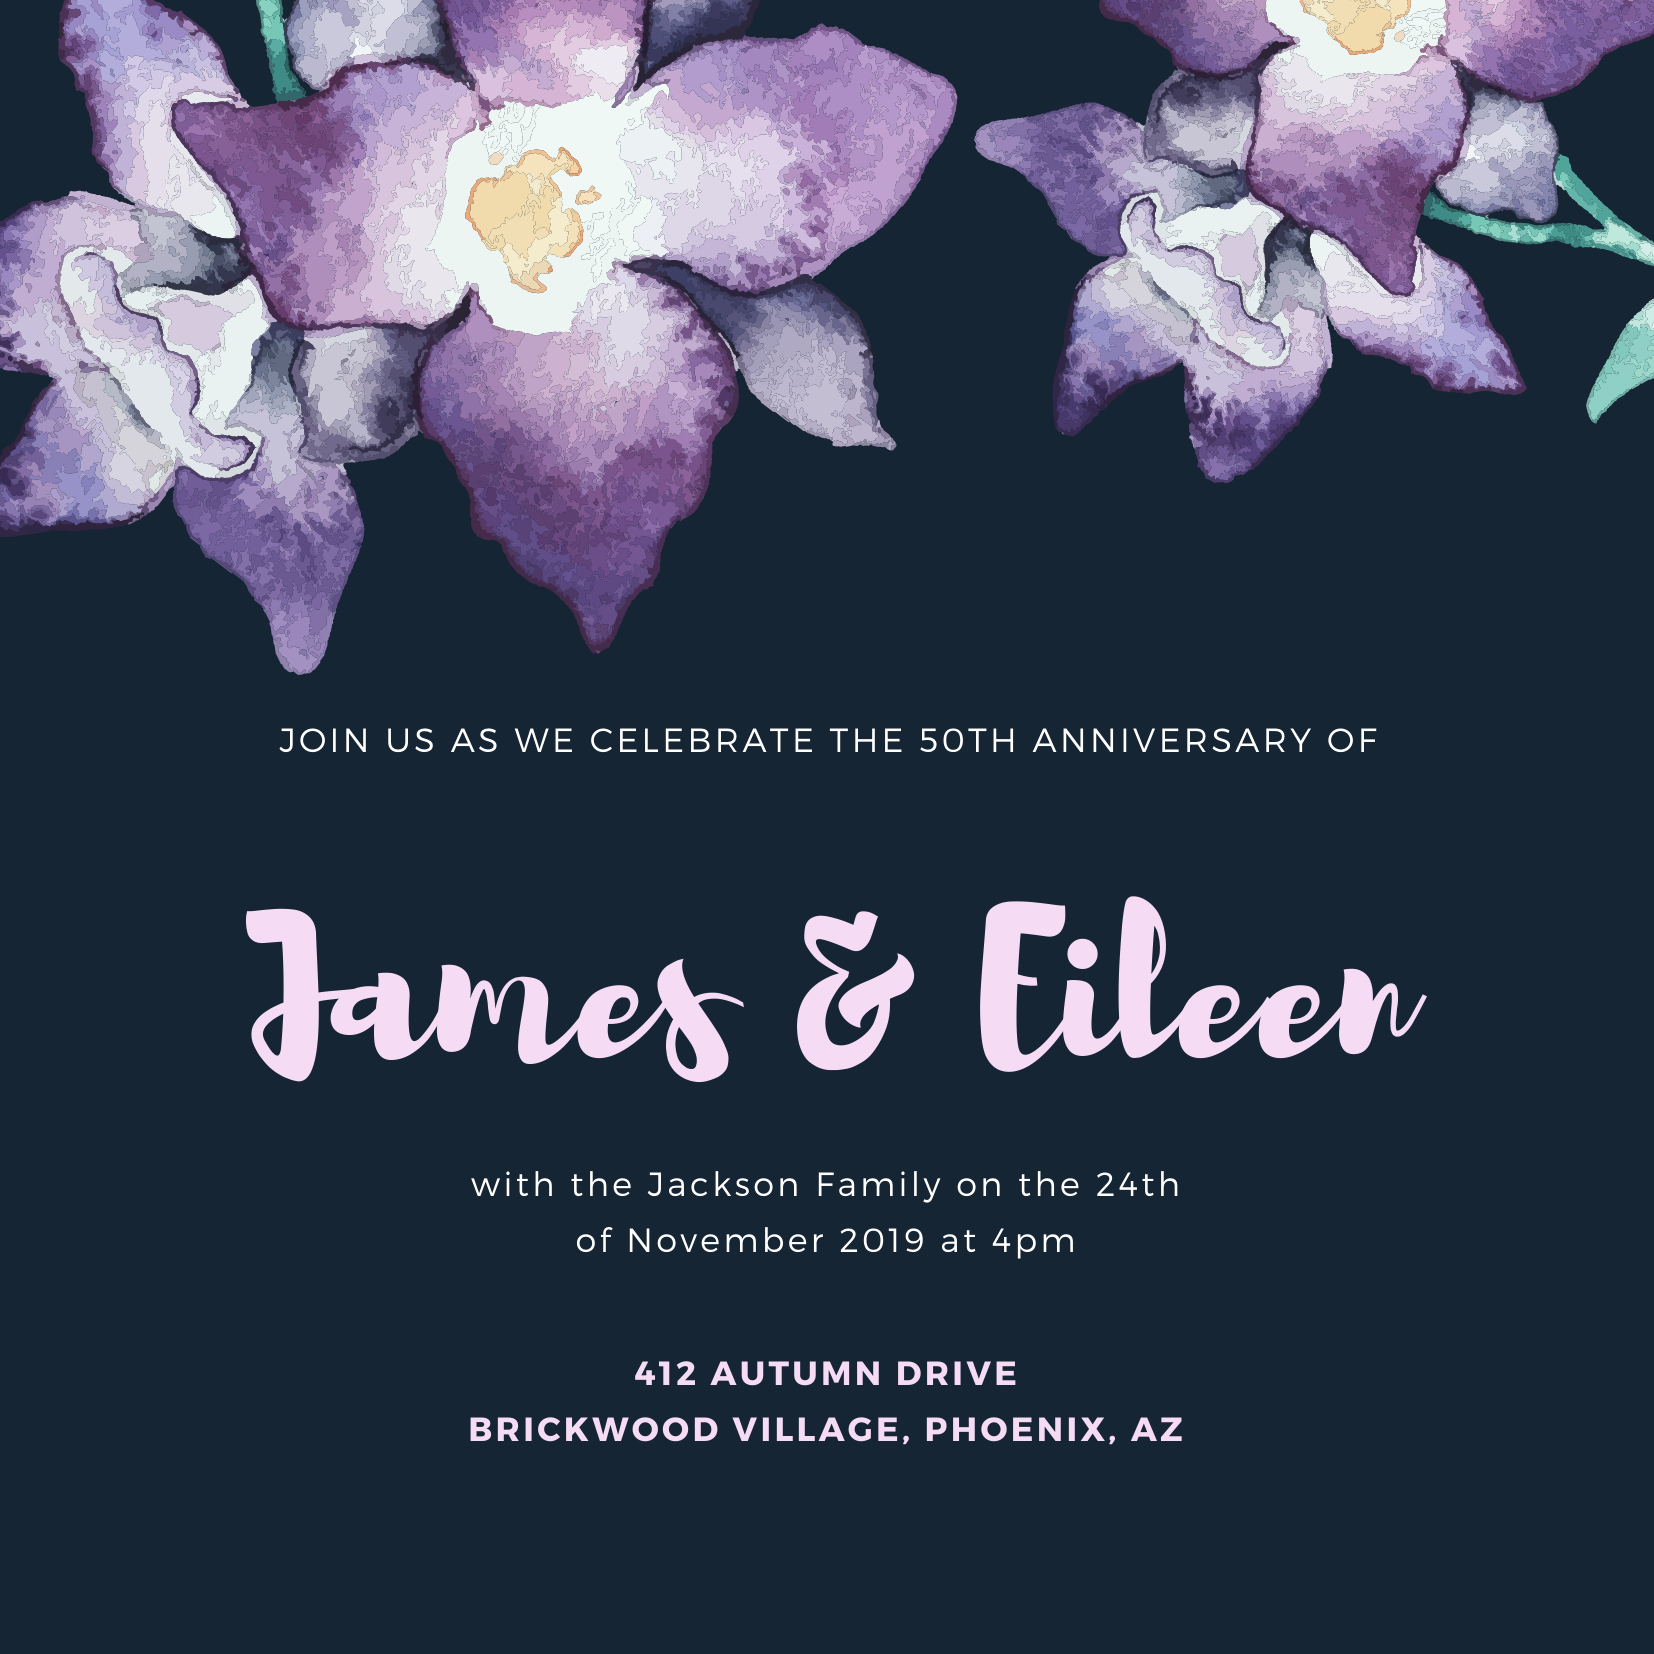 JOIN US AS WE CELEBRATE THE 50TH ANNIVERSARY OF
James & Eileen
with the Jackson Family on the 24th
of November 2019 at 4pm
412 AUTUMN DRIVE
BRICKWOOD VILLAGE, PHOENIX, AZ